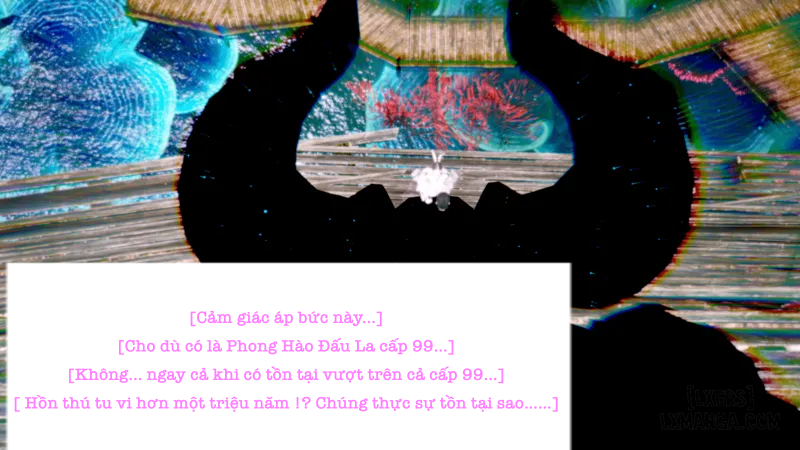 [Cảm giác áp bức này...]
[Cho dù có là Phong Hào Đấu La cấp 99...]
[Không... ngay cả khi có tồn tại vượt trên cả cấp 99...]
[ Hồn thú tu vi hơn một triệu năm !? Chúng thực sự tồn tại sao......]
[LXERS]
LXMANGA.COM